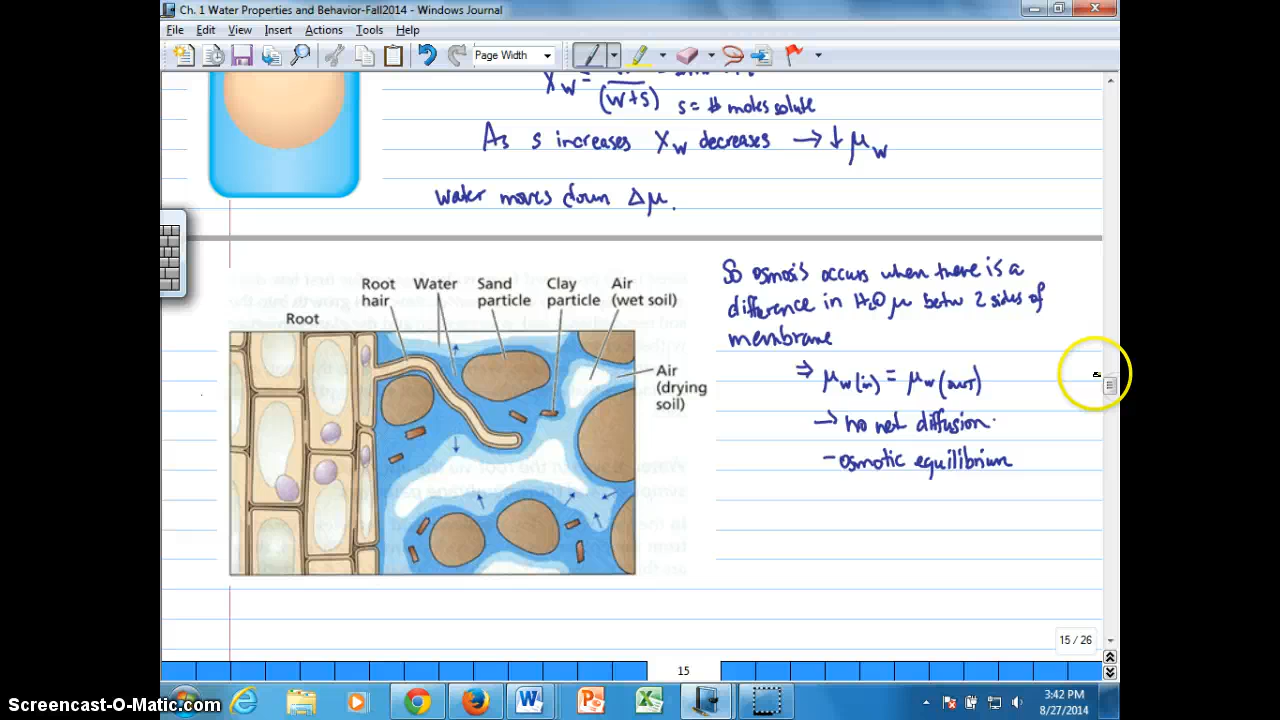 Ch. 1 Water Properties and Behavior-Fall2014 - Windows Journal
File Edit View Insert Actions Tools Help
Page Width
Xw =
(w+s) s = # moles solute
As s increases Xw decreases → ↓ μw
Water moves down Δμ.
So osmosis occurs when there is a
difference in H2O μ betw 2 sides of
membrane
⇒ μw(in) = μw(out)
→ no net diffusion.
- osmotic equilibrium
Root hair
Water
Sand particle
Clay particle
Air (wet soil)
Root
Air (drying soil)
15 / 26
15
3:42 PM
8/27/2014
Screencast-O-Matic.com